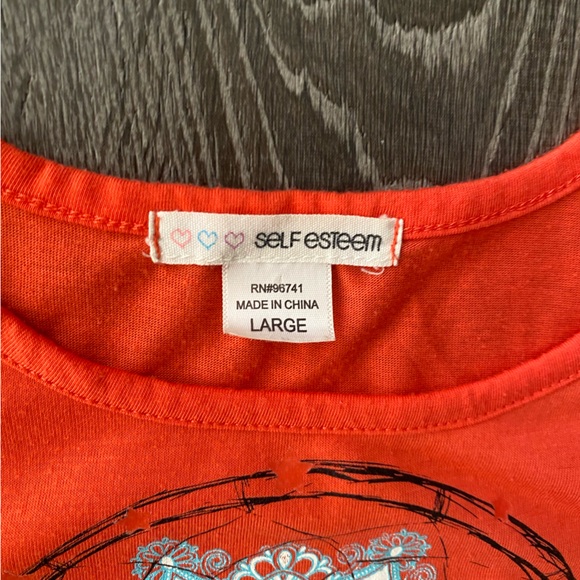 SELF ESTEEM
RN#96741
MADE IN CHINA
LARGE